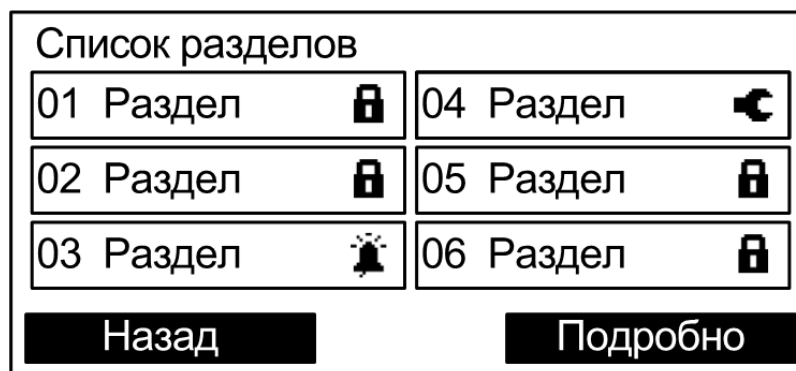 Список разделов
01 Раздел
04 Раздел
02 Раздел
05 Раздел
03 Раздел
06 Раздел
Назад
Подробно